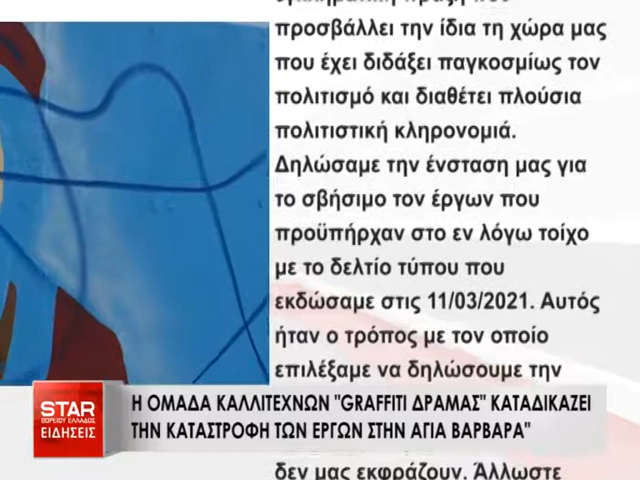 προσβάλλει την ίδια τη χώρα μας
που έχει διδάξει παγκοσμίως τον
πολιτισμό και διαθέτει πλούσια
πολιτιστική κληρονομιά.
Δηλώσαμε την ένσταση μας για
το σβήσιμο τον έργων που
προϋπήρχαν στο εν λόγω τοίχο
με το δελτίο τύπου που
εκδώσαμε στις 11/03/2021. Αυτός
ήταν ο τρόπος με τον οποίο
επιλέξαμε να δηλώσουμε την
STAR
ΒΟΡΕΙΟΥ ΕΛΛΑΔΟΣ
ΕΙΔΗΣΕΙΣ
Η ΟΜΑΔΑ ΚΑΛΛΙΤΕΧΝΩΝ "GRAFFITI ΔΡΑΜΑΣ" ΚΑΤΑΔΙΚΑΖΕΙ
ΤΗΝ ΚΑΤΑΣΤΡΟΦΗ ΤΩΝ ΕΡΓΩΝ ΣΤΗΝ ΑΓΙΑ ΒΑΡΒΑΡΑ"
δεν μας εκφράζουν. Άλλωστε